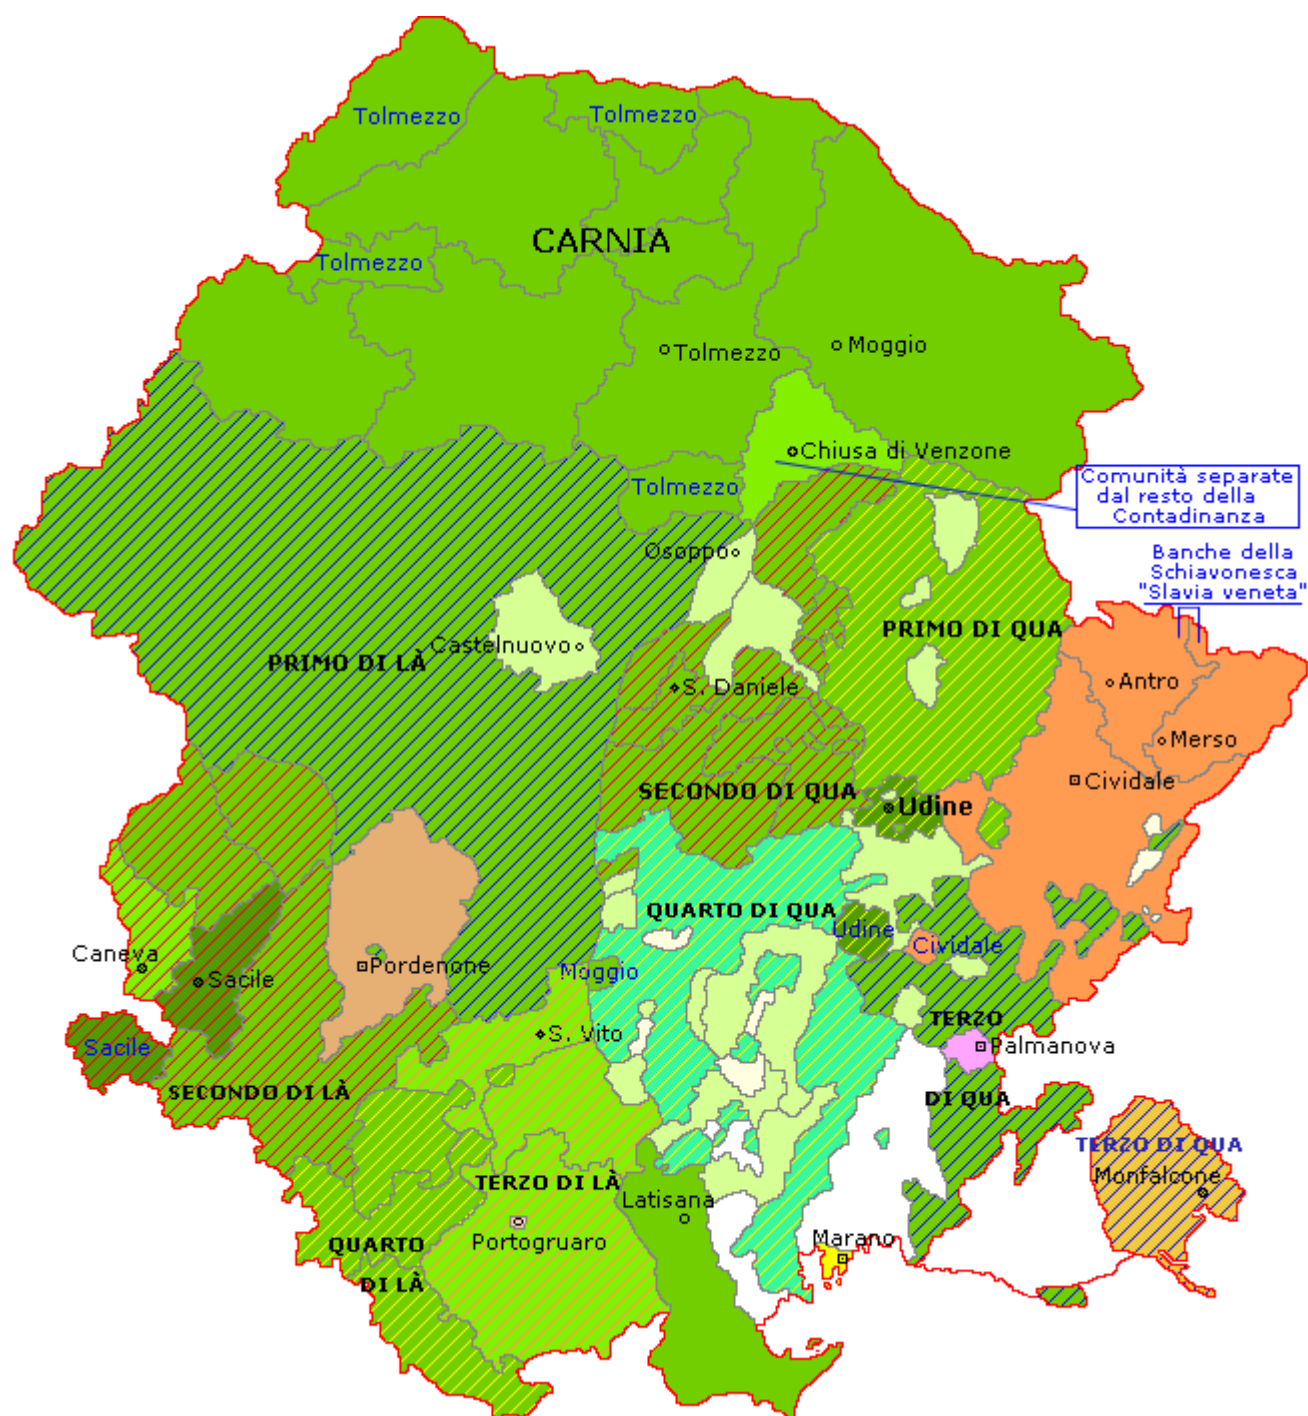 Tolmezzo
Tolmezzo
CARNIA
Tolmezzo
Tolmezzo
Moggio
Chiusa di Venzone
Tolmezzo
Comunità separate
dal resto della
Contadinanza
Osoppo
Banche della
Schiavonesca
"Slavia veneta"
PRIMO DI QUA
Castelnuovo
PRIMO DI LÀ
S. Daniele
Antro
Merso
Cividale
SECONDO DI QUA
Udine
QUARTO DI QUA
Udine
Cividale
Caneva
Sacile
Pordenone
Moggio
TERZO
S. Vito
Palmanova
Sacile
SECONDO DI LÀ
DI QUA
TERZO DI QUA
Monfalcone
TERZO DI LÀ
Latisana
Portogruaro
Marano
QUARTO
DI LÀ